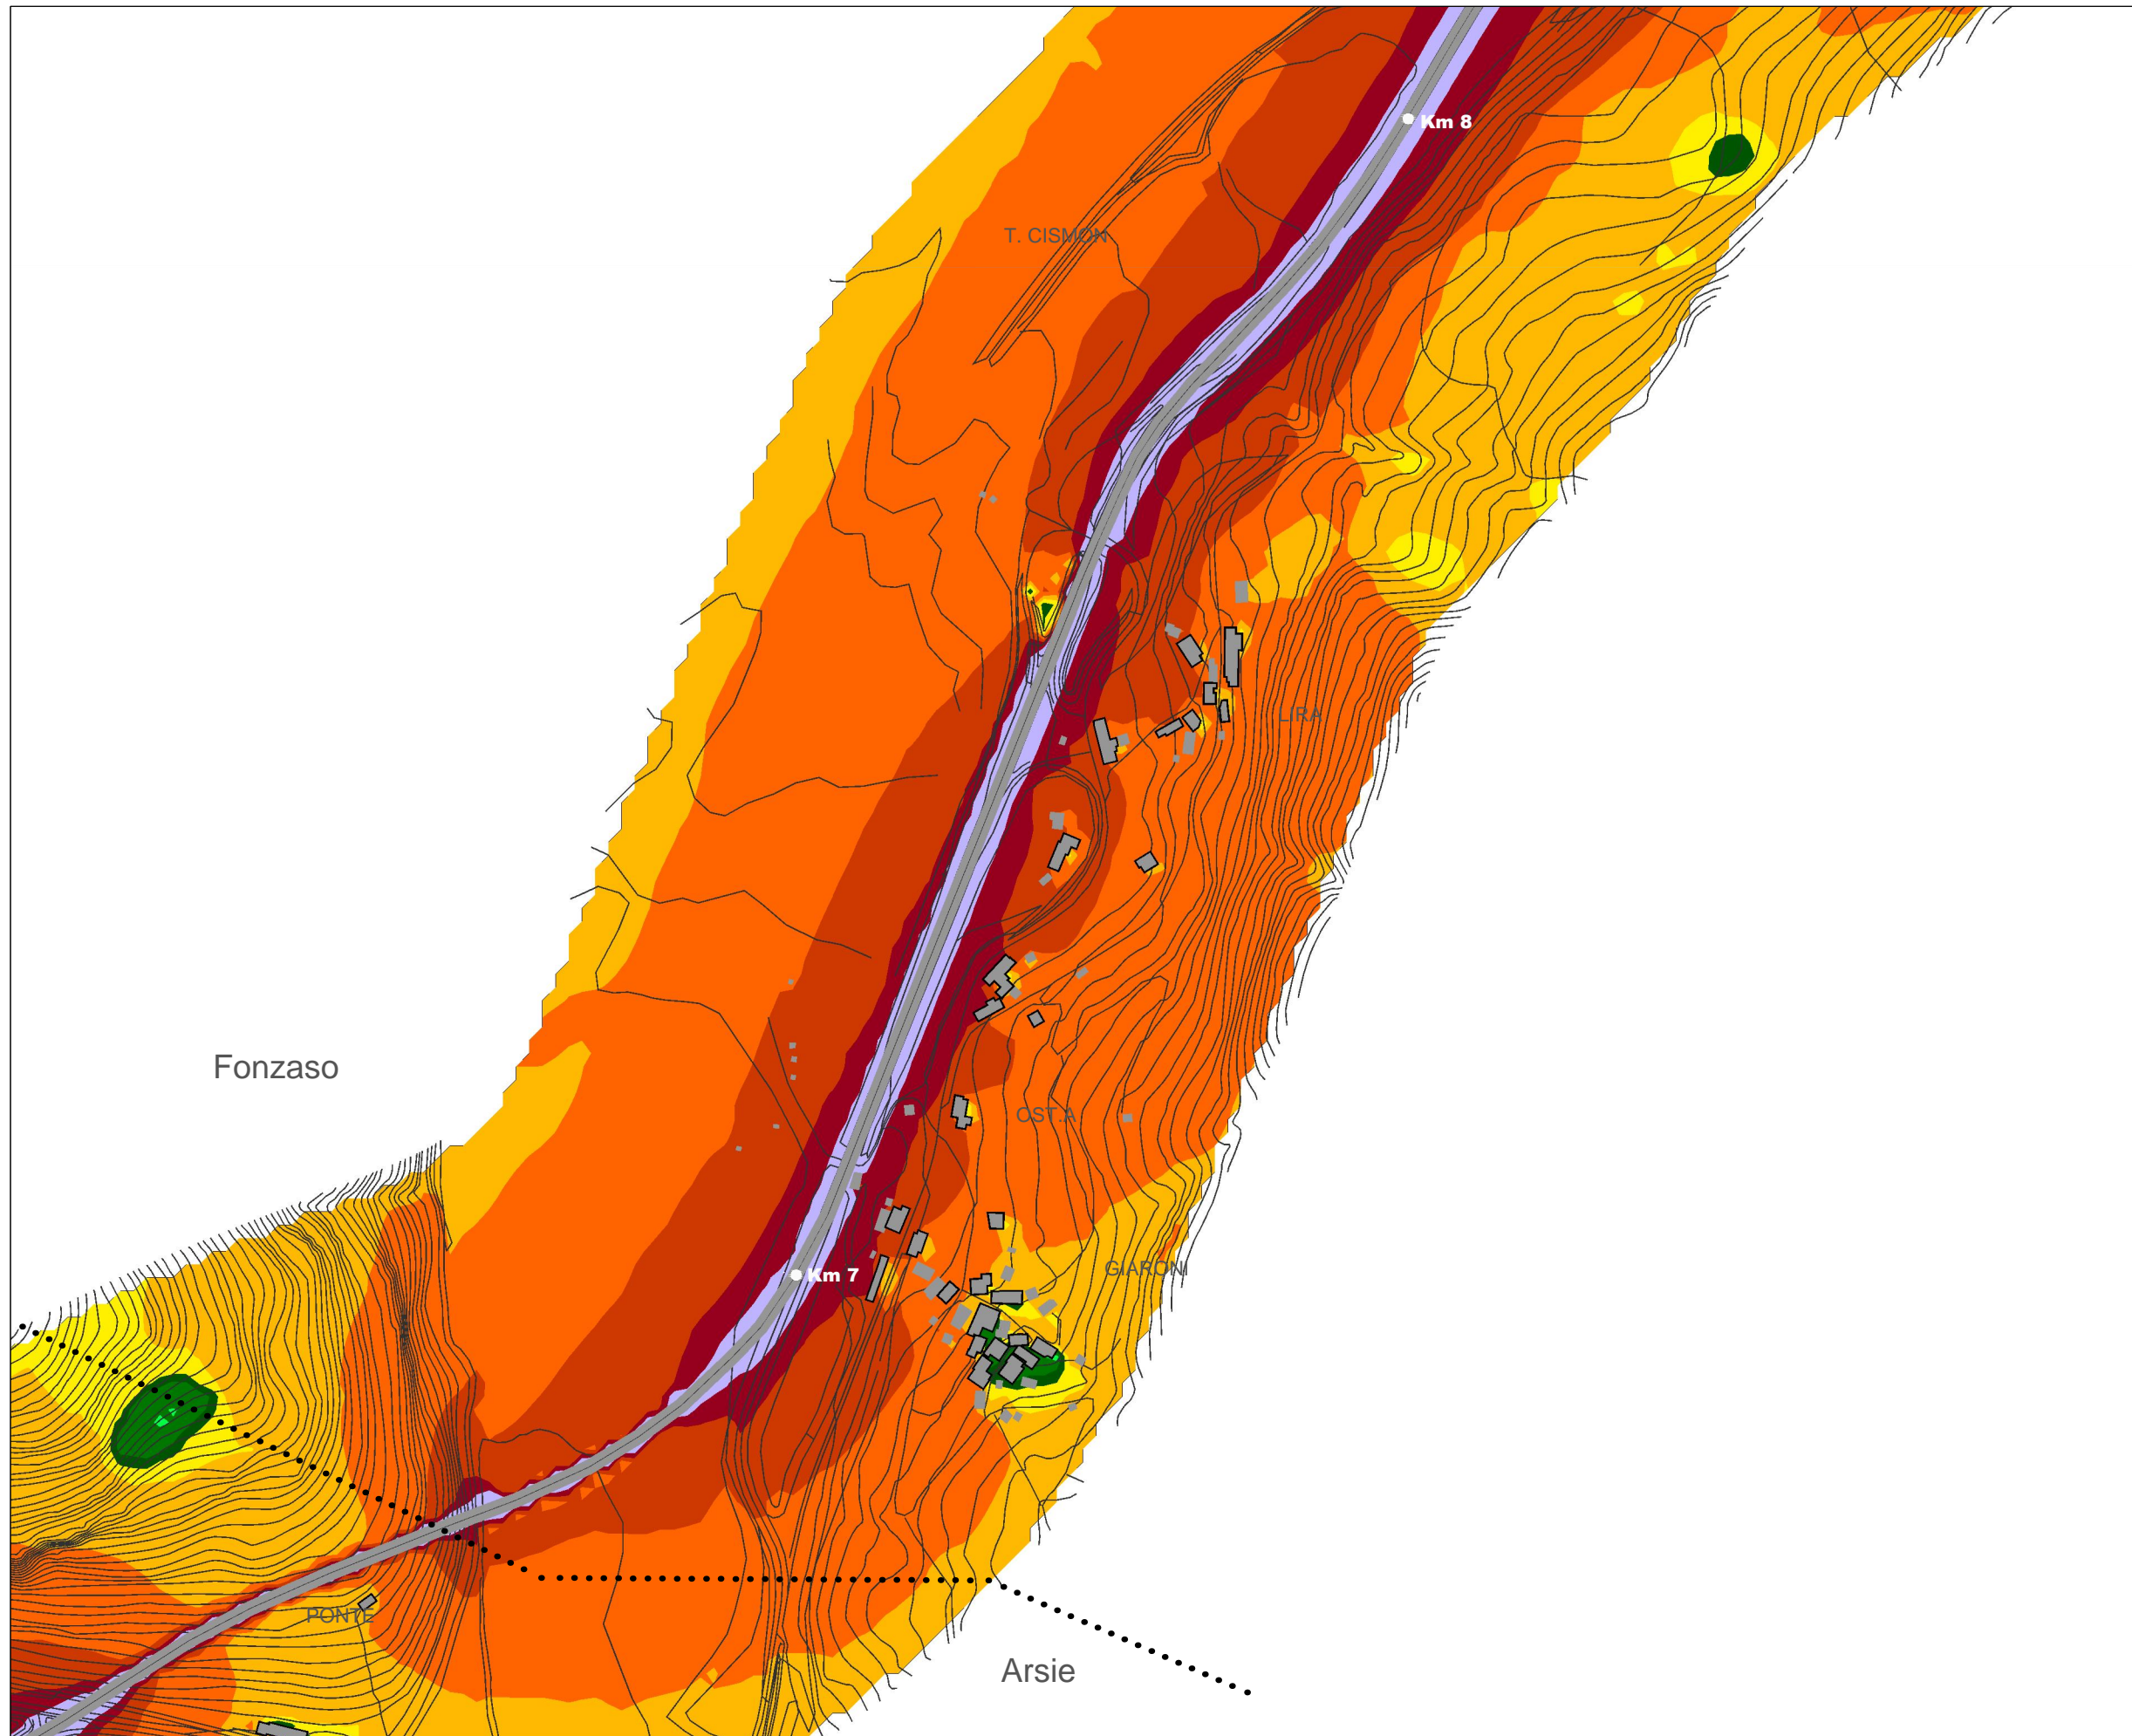 Km 8
T. CISMON
LIRA
Fonzaso
OST.A
GIARONI
Km 7
PONTE
Arsie